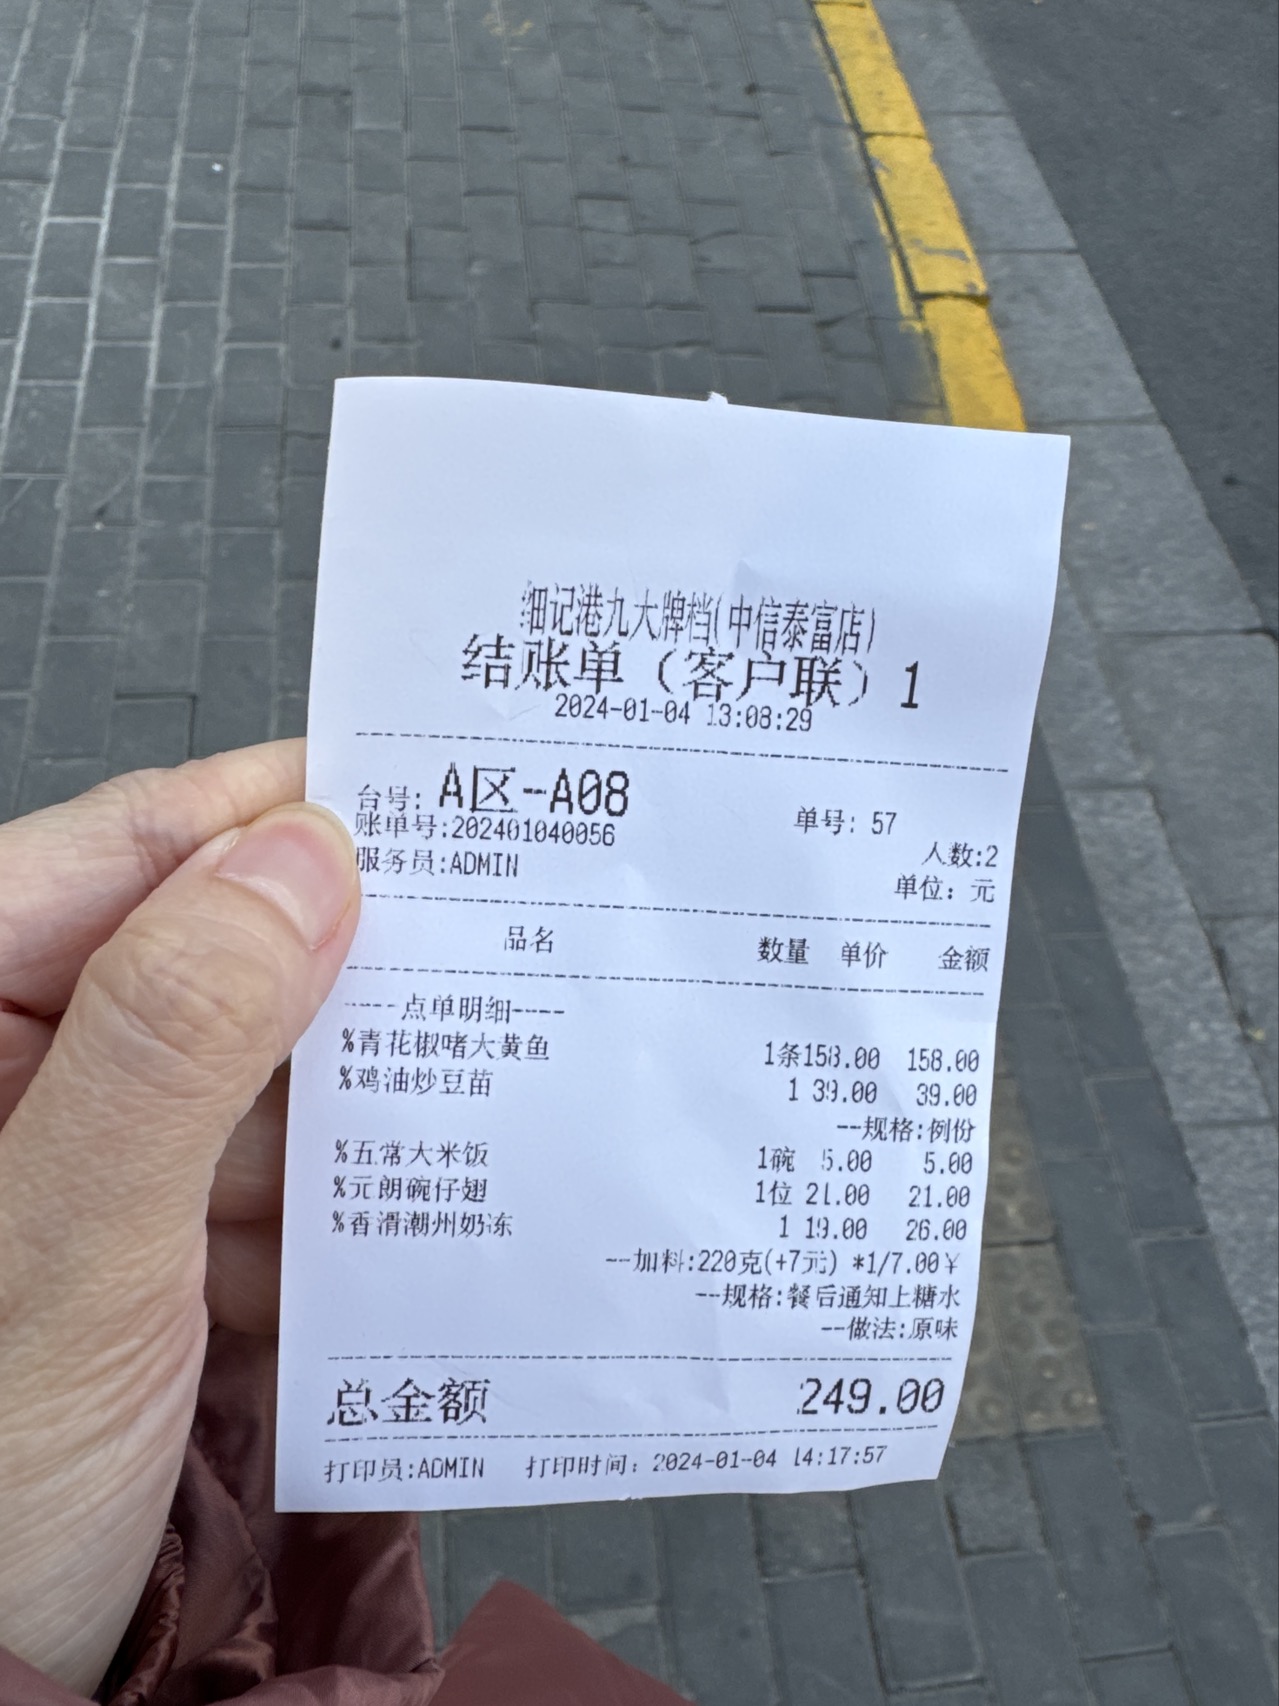 细记港九大牌档(中信泰富店)
结账单（客户联）1
2024-01-04 13:08:29
台号: A区-A08 单号: 57
账单号:202401040056 人数:2
服务员:ADMIN 单位: 元
品名 数量 单价 金额
-----点单明细----
%青花椒啫大黄鱼 1条158.00 158.00
%鸡油炒豆苗 1 39.00 39.00
--规格:例份
%五常大米饭 1碗 5.00 5.00
%元朗碗仔翅 1位 21.00 21.00
%香滑潮州奶冻 1 19.00 26.00
--加料:220克(+7元) *1/7.00¥
--规格:餐后通知上糖水
--做法:原味
总金额 249.00
打印员:ADMIN 打印时间: 2024-01-04 14:17:57